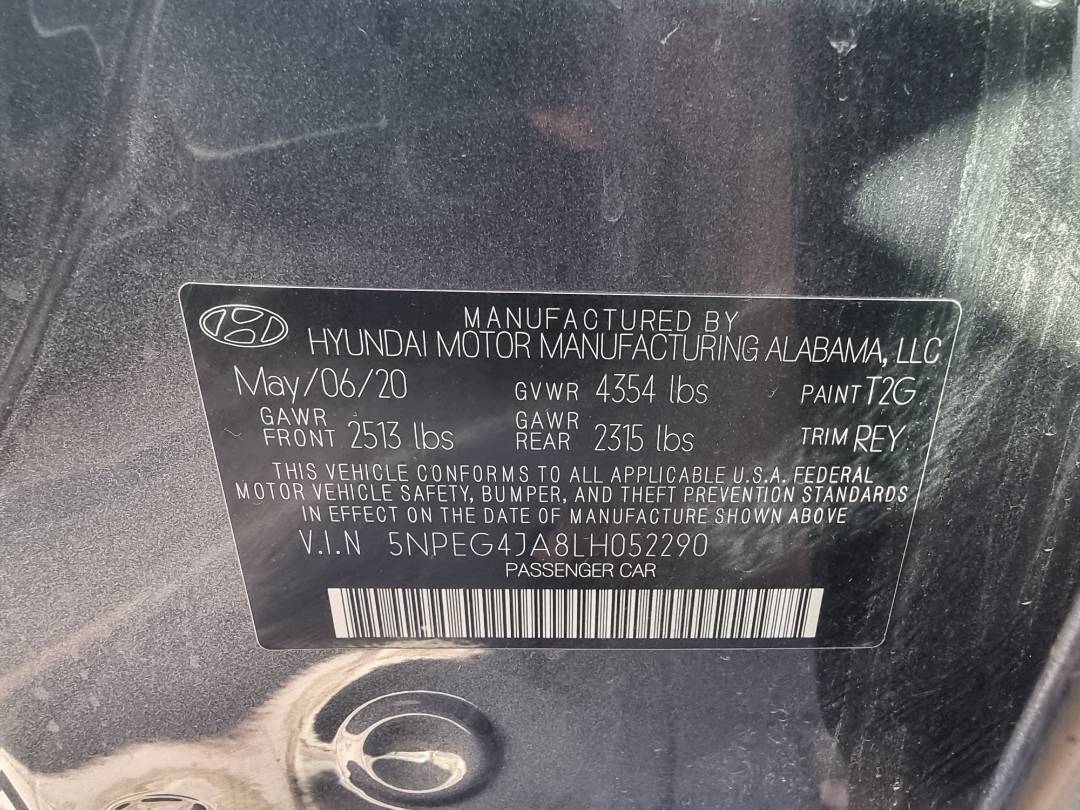 MANUFACTURED BY
HYUNDAI MOTOR MANUFACTURING ALABAMA, LLC
May/06/20 GVWR 4354 lbs PAINT T2G
GAWR FRONT 2513 lbs GAWR REAR 2315 lbs TRIM REY
THIS VEHICLE CONFORMS TO ALL APPLICABLE U.S.A. FEDERAL
MOTOR VEHICLE SAFETY, BUMPER, AND THEFT PREVENTION STANDARDS
IN EFFECT ON THE DATE OF MANUFACTURE SHOWN ABOVE
V.I.N 5NPEG4JA8LH052290
PASSENGER CAR